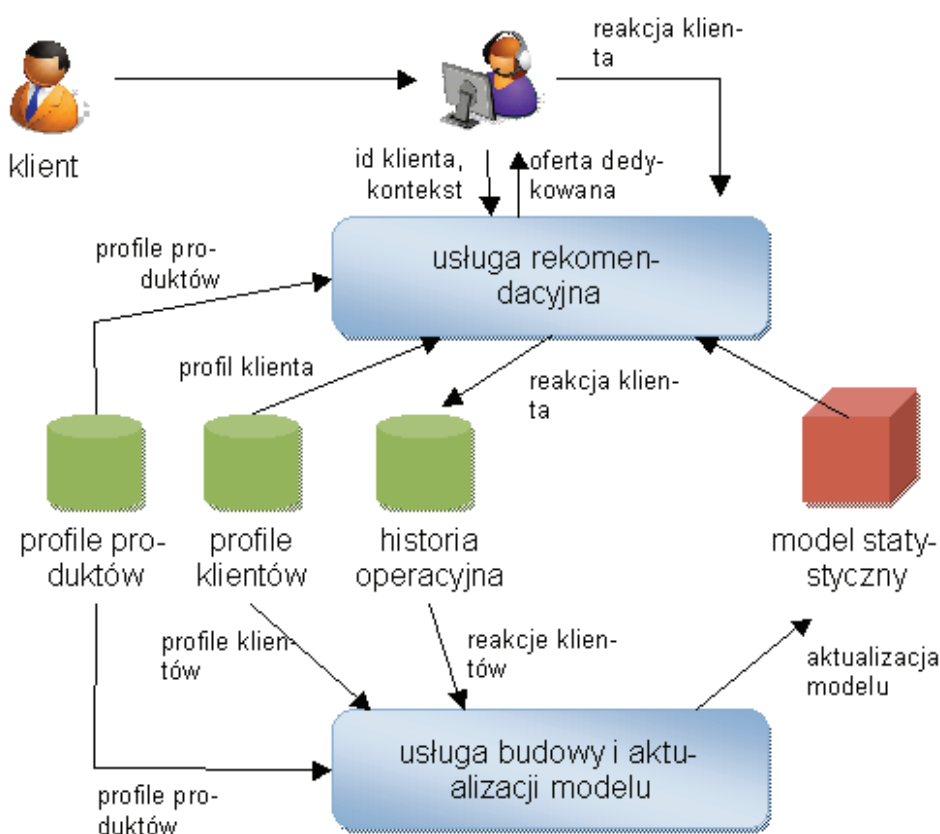 reakcja klien-
ta
klient
id klienta,
kontekst
oferta dedy-
kowana
profile pro-
duktów
usługa rekomen-
dacyjna
profil klienta
reakcja klien-
ta
profile pro-
duktów
profile
klientów
historia
operacyjna
model staty-
styczny
profile klien-
tów
reakcje klien-
tów
aktualizacja
modelu
usługa budowy i aktu-
alizacji modelu
profile pro-
duktów